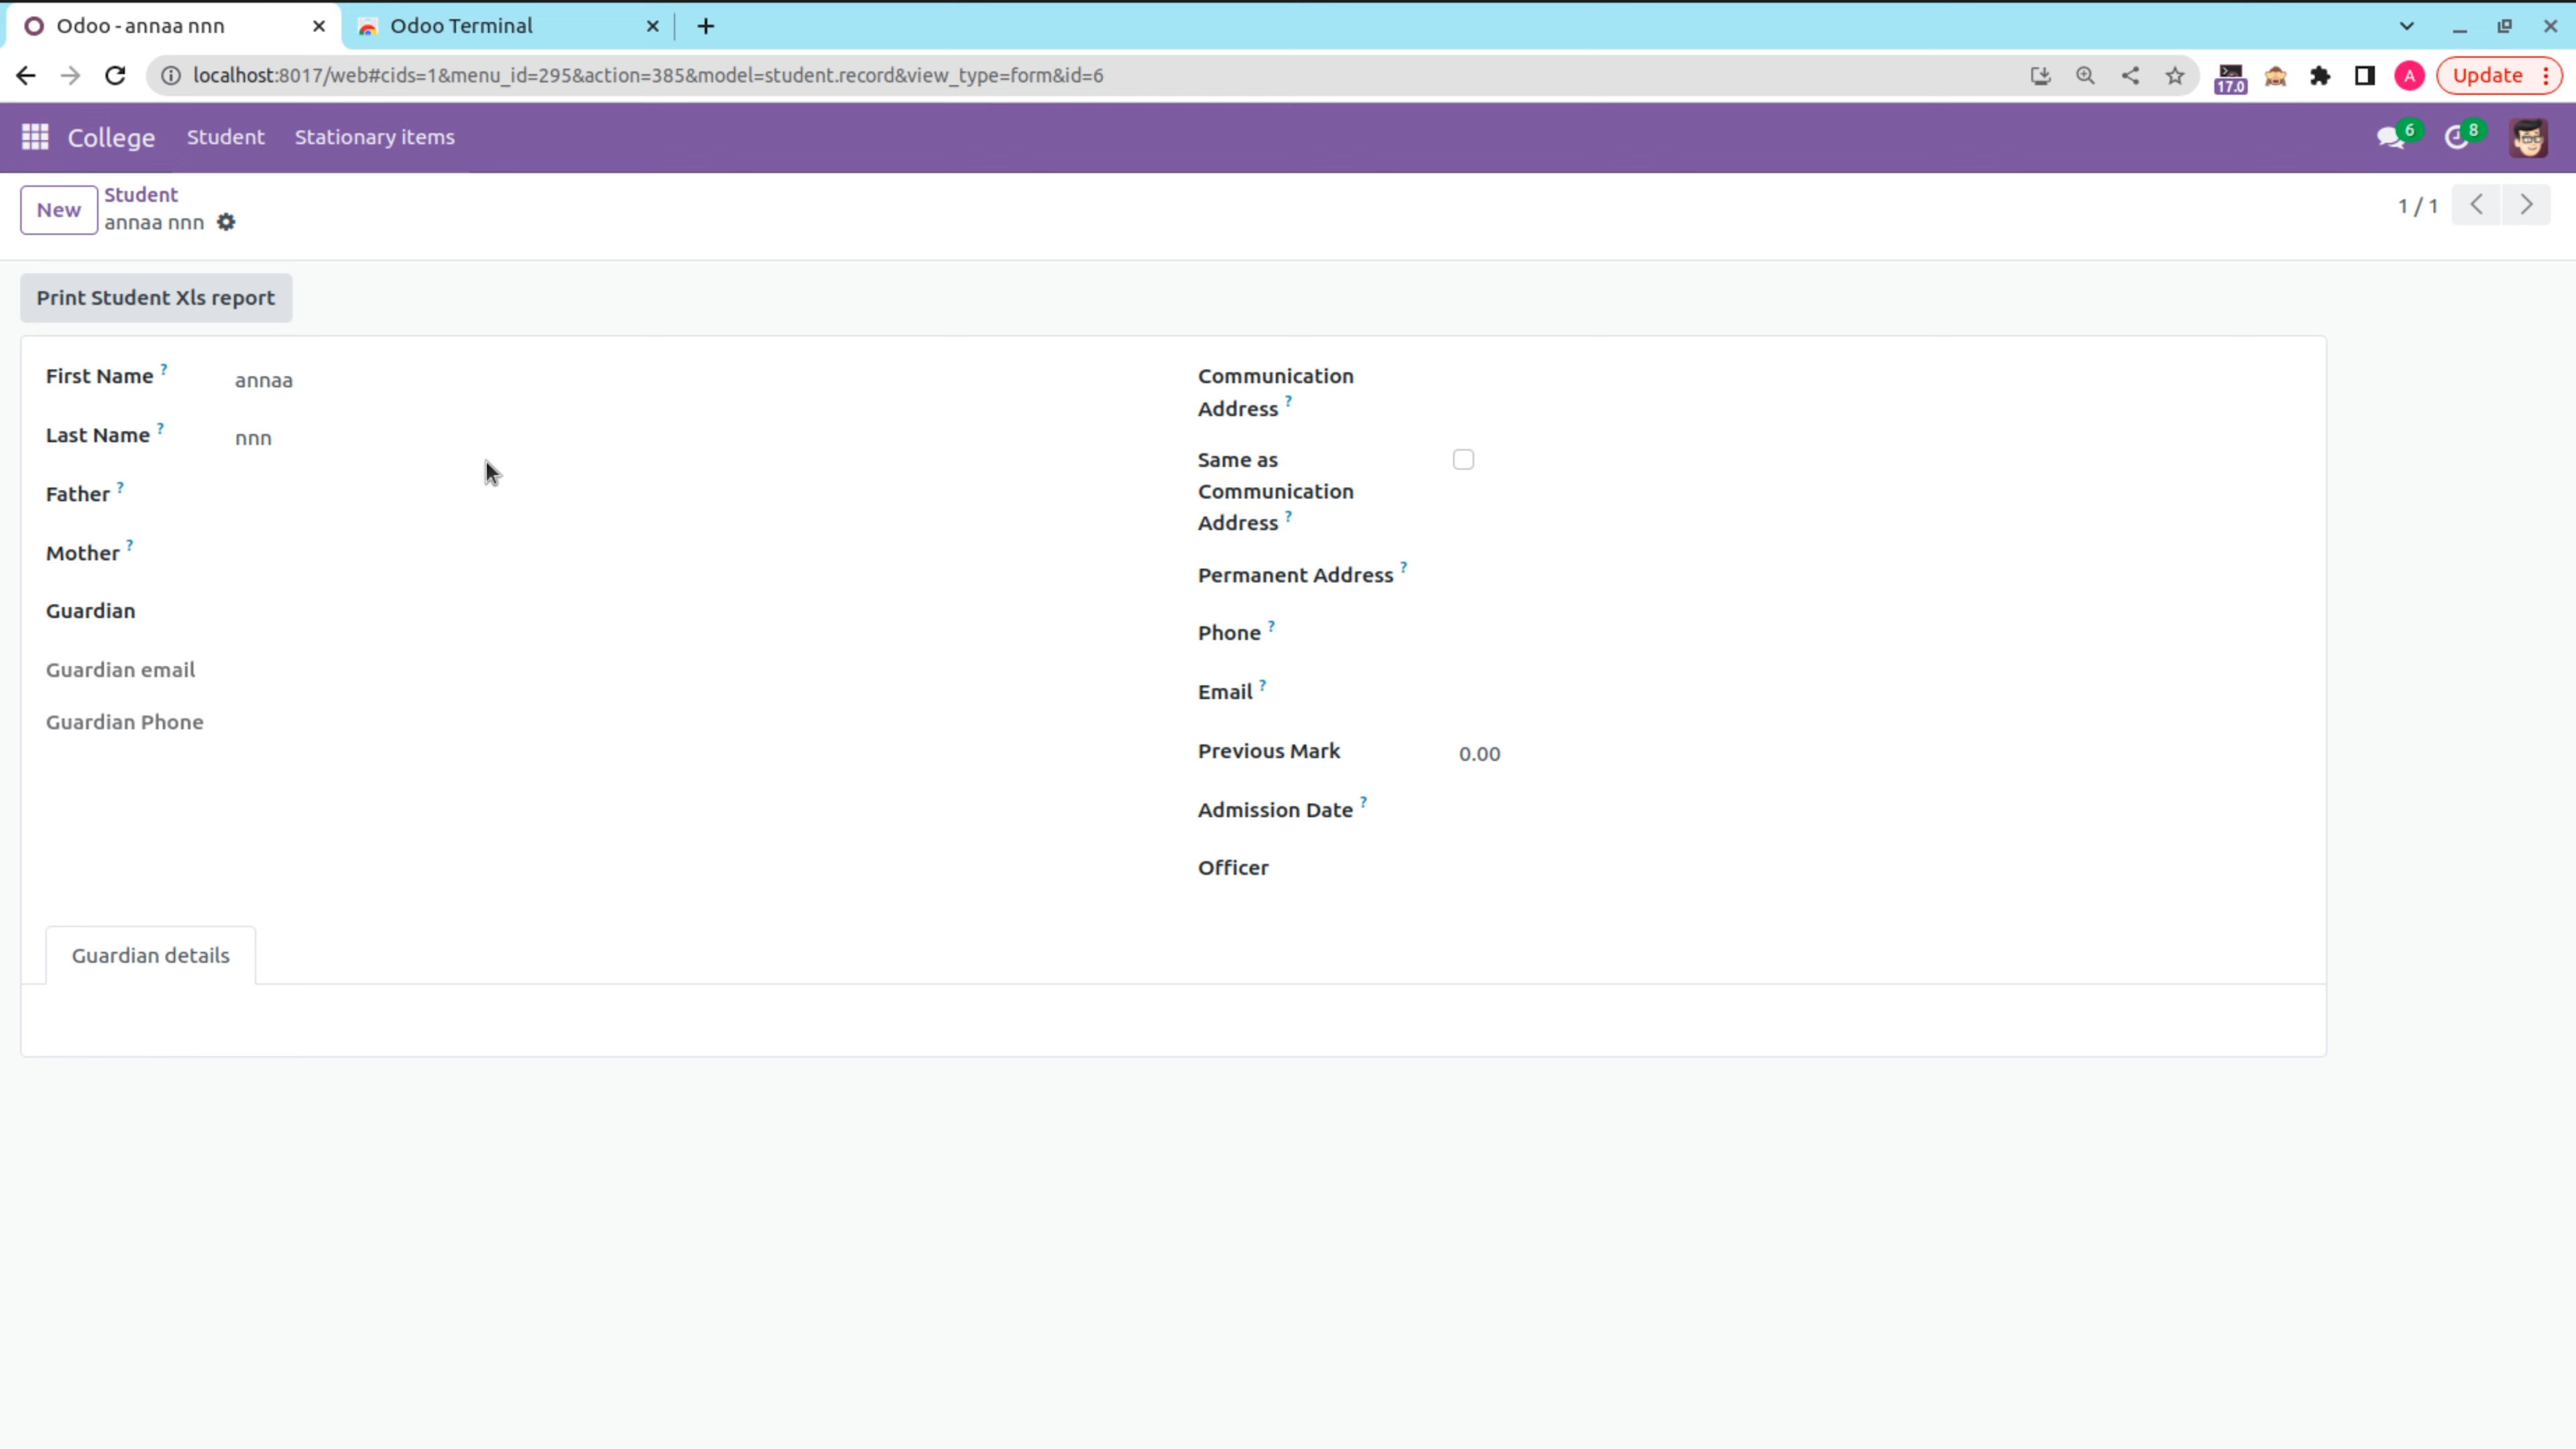 Odoo - annaa nnn
Odoo Terminal
localhost:8017/web#cids=1&menu_id=295&action=385&model=student.record&view_type=form&id=6
17.0
A
Update
College
Student
Stationary items
6
8
New
Student
annaa nnn
1 / 1
Print Student Xls report
First Name ?
annaa
Last Name ?
nnn
Father ?
Mother ?
Guardian
Guardian email
Guardian Phone
Communication
Address ?
Same as
Communication
Address ?
Permanent Address ?
Phone ?
Email ?
Previous Mark
0.00
Admission Date ?
Officer
Guardian details